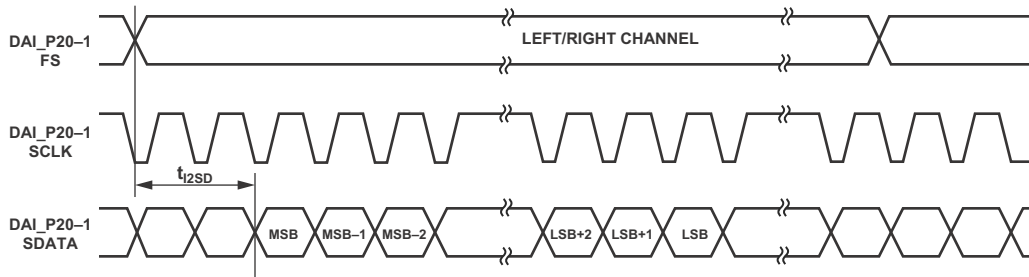 DAI_P20–1
FS
LEFT/RIGHT CHANNEL
DAI_P20–1
SCLK
tI2SD
DAI_P20–1
SDATA
MSB MSB–1 MSB–2 LSB+2 LSB+1 LSB